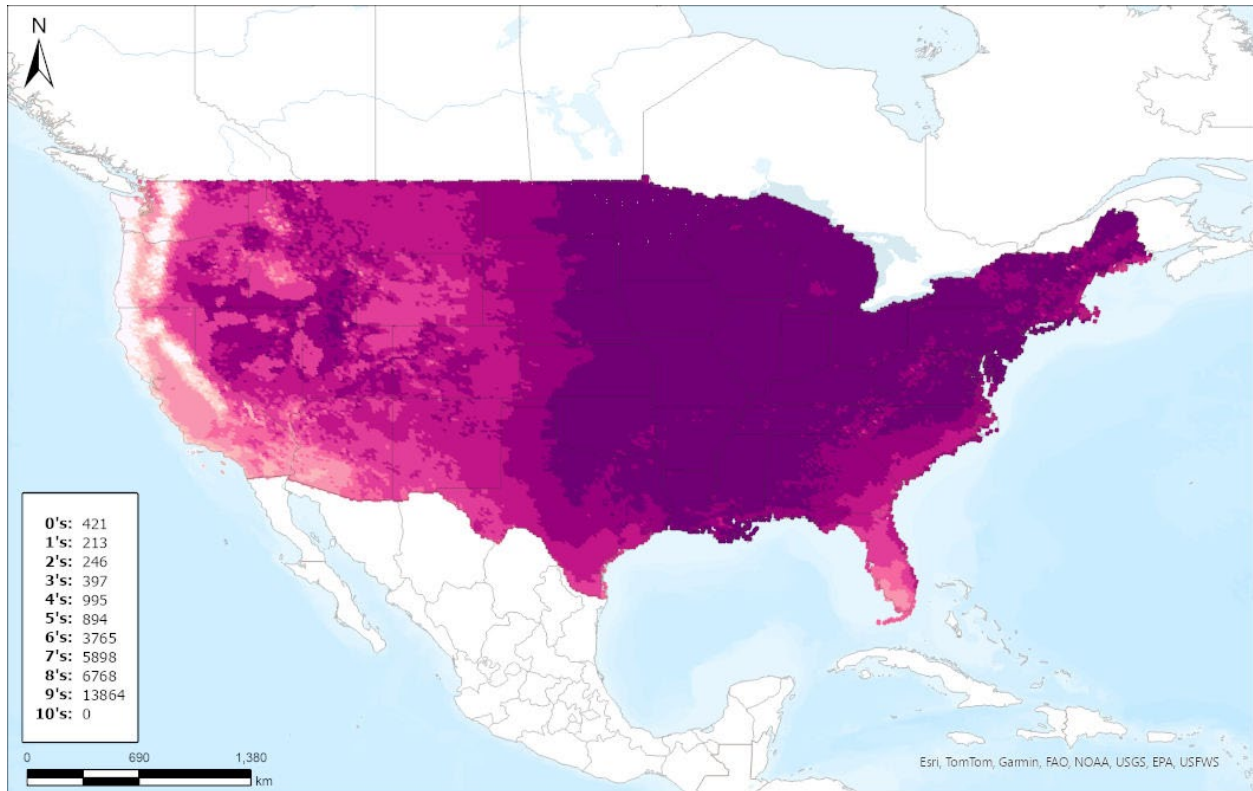 N
0's: 421
1's: 213
2's: 246
3's: 397
4's: 995
5's: 894
6's: 3765
7's: 5898
8's: 6768
9's: 13864
10's: 0
0 690 1,380
km
Esri, TomTom, Garmin, FAO, NOAA, USGS, EPA, USFWS